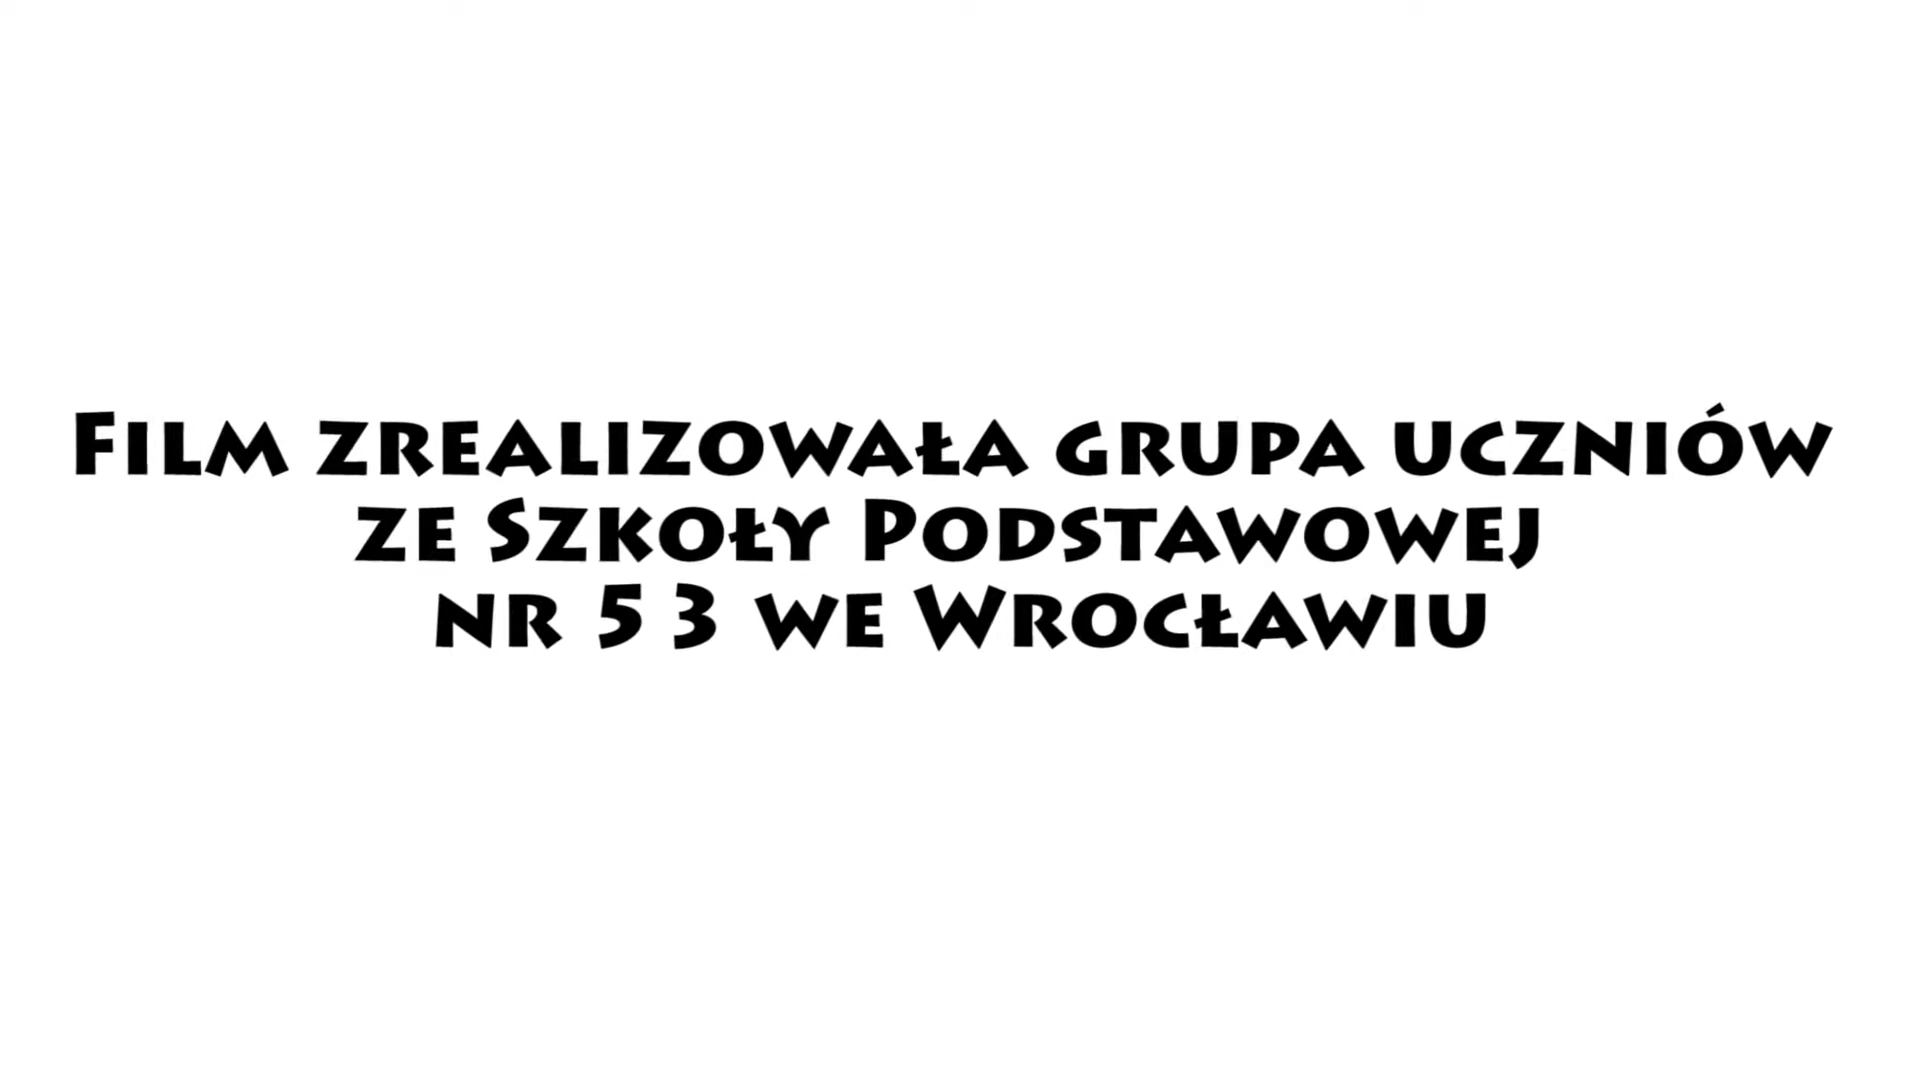 Film zrealizowała grupa uczniów
ze Szkoły Podstawowej
nr 53 we Wrocławiu